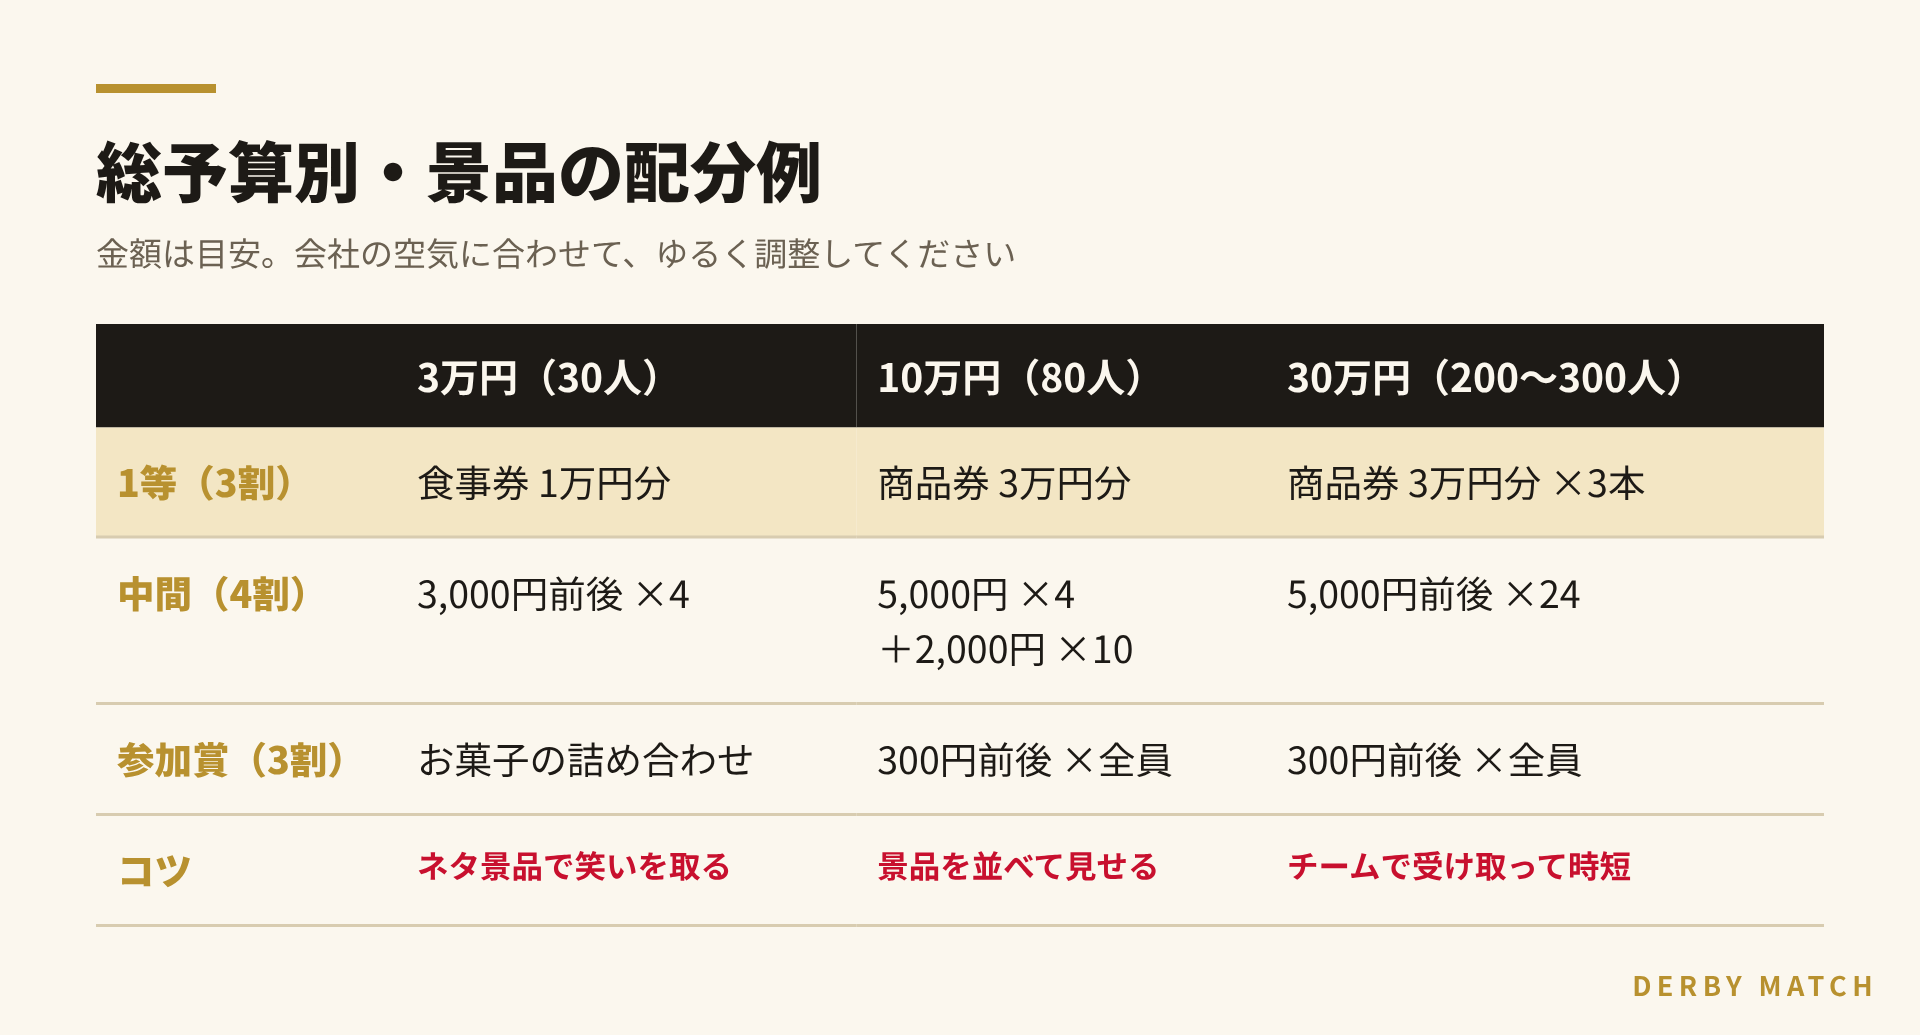 総予算別・景品の配分例
金額は目安。会社の空気に合わせて、ゆるく調整してください
3万円（30人） 10万円（80人） 30万円（200〜300人）
1等（3割） 食事券 1万円分 商品券 3万円分 商品券 3万円分 ×3本
中間（4割） 3,000円前後 ×4 5,000円 ×4 5,000円前後 ×24
＋2,000円 ×10
参加賞（3割） お菓子の詰め合わせ 300円前後 ×全員 300円前後 ×全員
コツ ネタ景品で笑いを取る 景品を並べて見せる チームで受け取って時短
DERBY MATCH